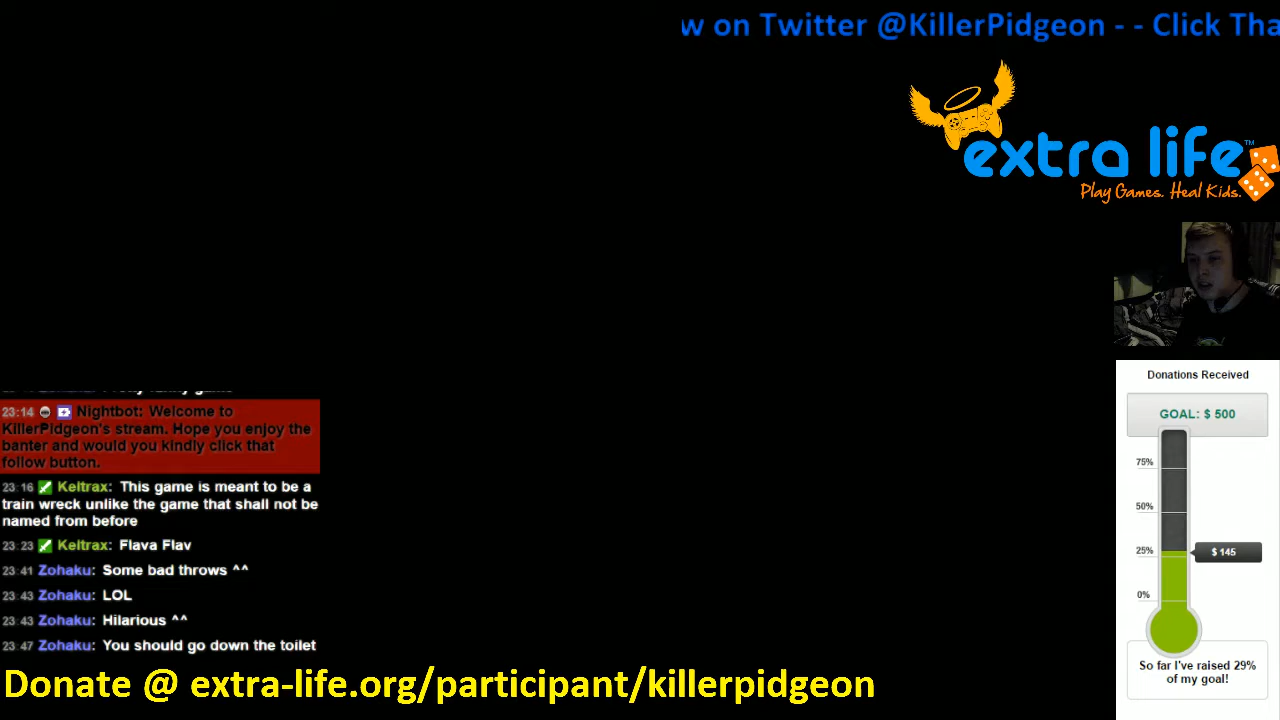 w on Twitter @KillerPidgeon - - Click Tha
extra life™
Play Games. Heal Kids.
23:14 Nightbot: Welcome to
KillerPidgeon's stream. Hope you enjoy the
banter and would you kindly click that
follow button.
23:16 Keltrax: This game is meant to be a
train wreck unlike the game that shall not be
named from before
23:23 Keltrax: Flava Flav
23:41 Zohaku: Some bad throws ^^
23:43 Zohaku: LOL
23:43 Zohaku: Hilarious ^^
23:47 Zohaku: You should go down the toilet
Donations Received
GOAL: $ 500
75%
50%
25%
$ 145
0%
So far I've raised 29%
of my goal!
Donate @ extra-life.org/participant/killerpidgeon